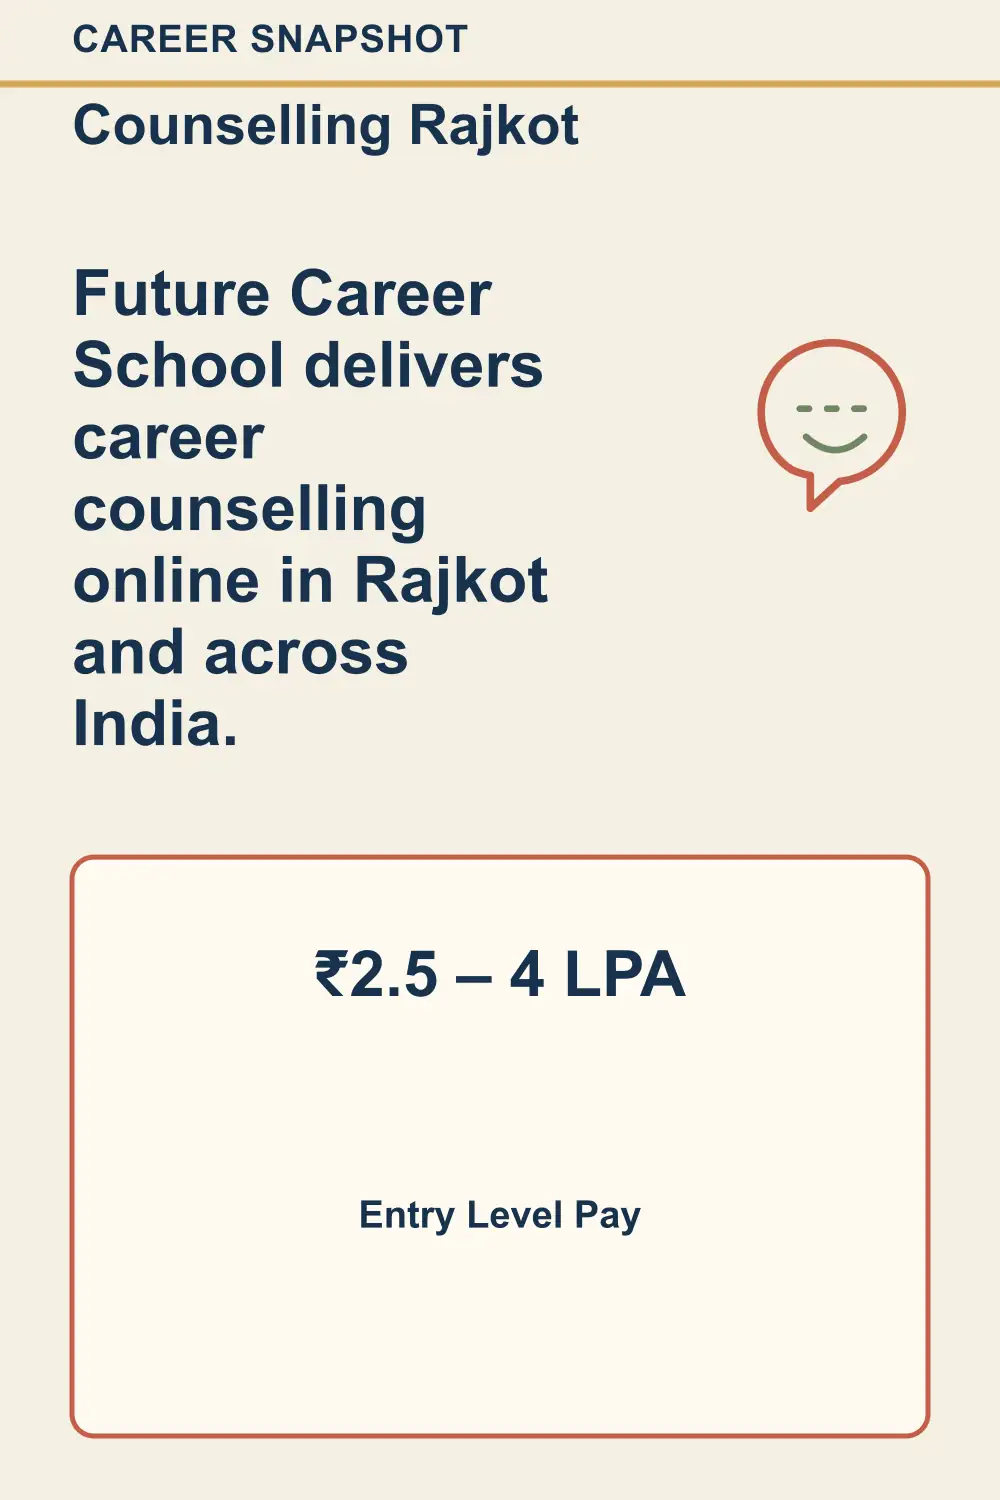 CAREER SNAPSHOT
Counselling Rajkot
Future Career
School delivers
career
counselling
online in Rajkot
and across
India.
₹2.5 – 4 LPA
Entry Level Pay